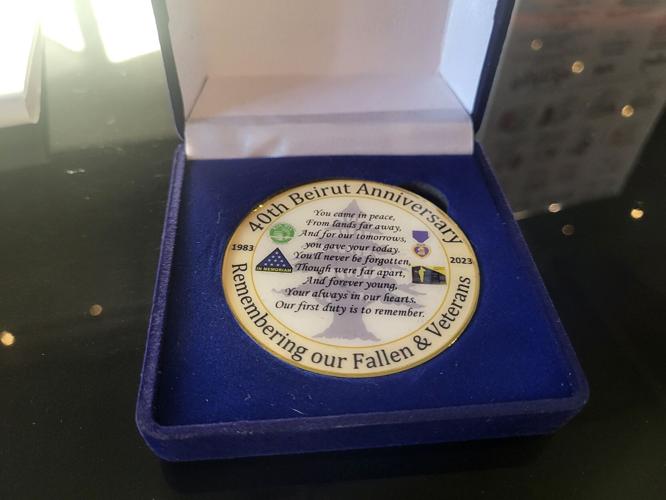 40th Beirut Anniversary
1983
2023
You came in peace,
From lands far away,
And for our tomorrows,
you gave your today.
You'll never be forgotten,
Though were far apart,
And forever young,
Your always in our hearts.
Our first duty is to remember.
IN MEMORIAM
Remembering our Fallen & Veterans